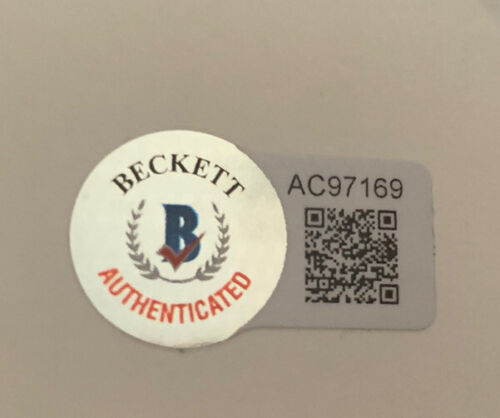 BECKETT
B
AUTHENTICATED
AC97169